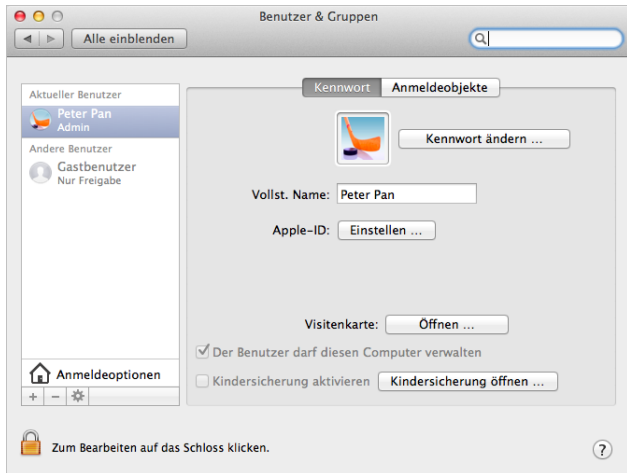 Benutzer & Gruppen
Alle einblenden
Kennwort Anmeldeobjekte
Aktueller Benutzer
Peter Pan
Admin
Andere Benutzer
Gastbenutzer
Nur Freigabe
Kennwort ändern ...
Vollst. Name: Peter Pan
Apple-ID: Einstellen ...
Visitenkarte: Öffnen ...
Der Benutzer darf diesen Computer verwalten
Kindersicherung aktivieren Kindersicherung öffnen ...
Anmeldeoptionen
+ −
Zum Bearbeiten auf das Schloss klicken.
?